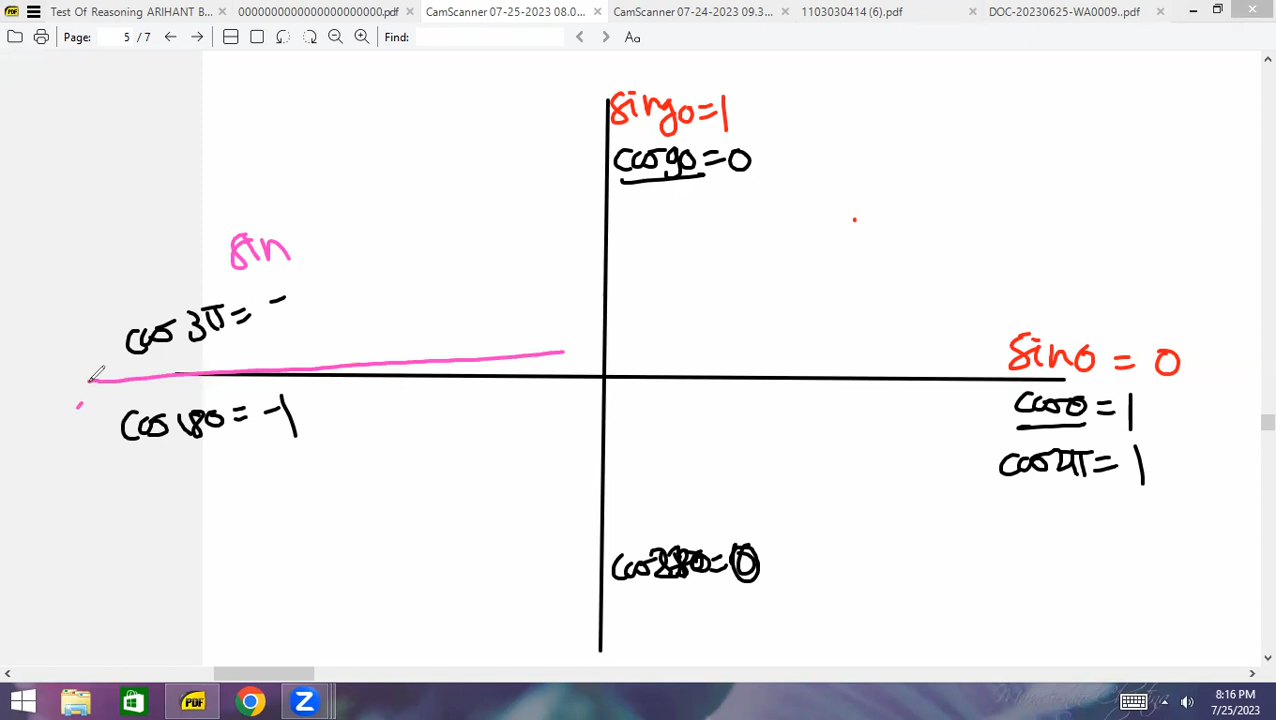 Test Of Reasoning ARIHANT B...
0000000000000000000000.pdf
CamScanner 07-25-2023 08.0...
CamScanner 07-24-2023 09.3...
1103030414 (6).pdf
DOC-20230625-WA0009..pdf
Page: 5 / 7
Find:
Aa
sin90=1
cos90=0
sin
cos 3π = -
sin0 = 0
cos0 = 1
cos180 = -1
cos2π = 1
PDF
Z
8:16 PM
7/25/2023